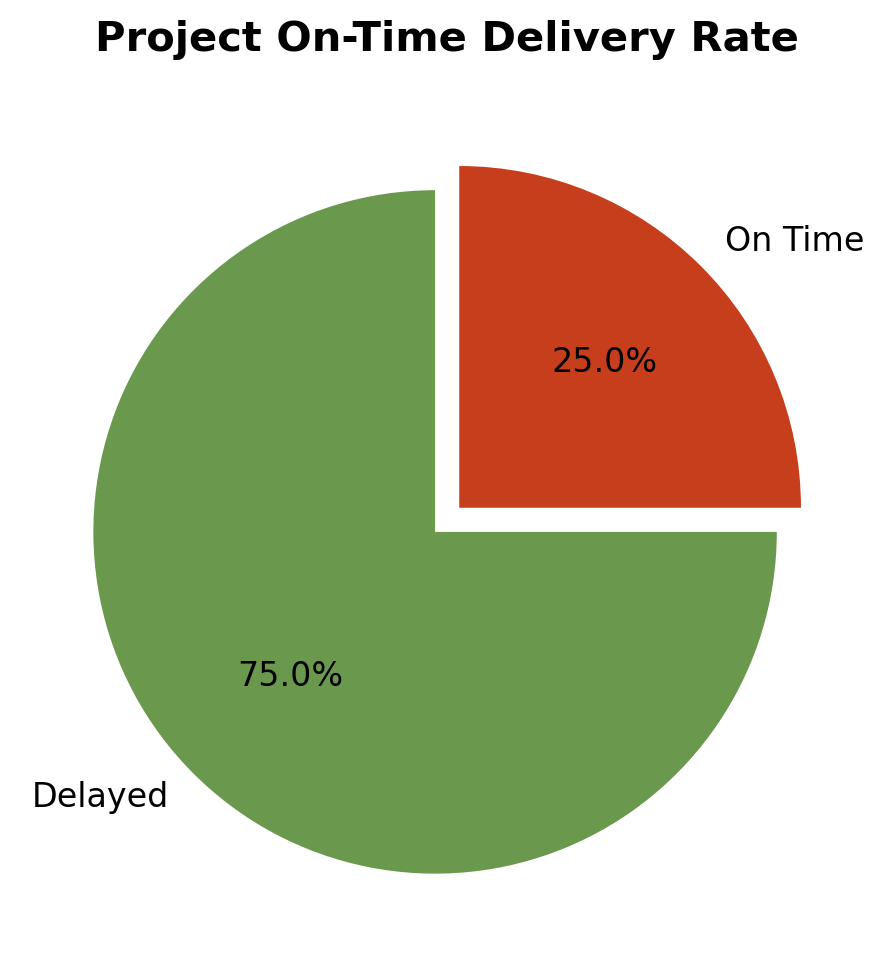 Project On-Time Delivery Rate
On Time
25.0%
75.0%
Delayed